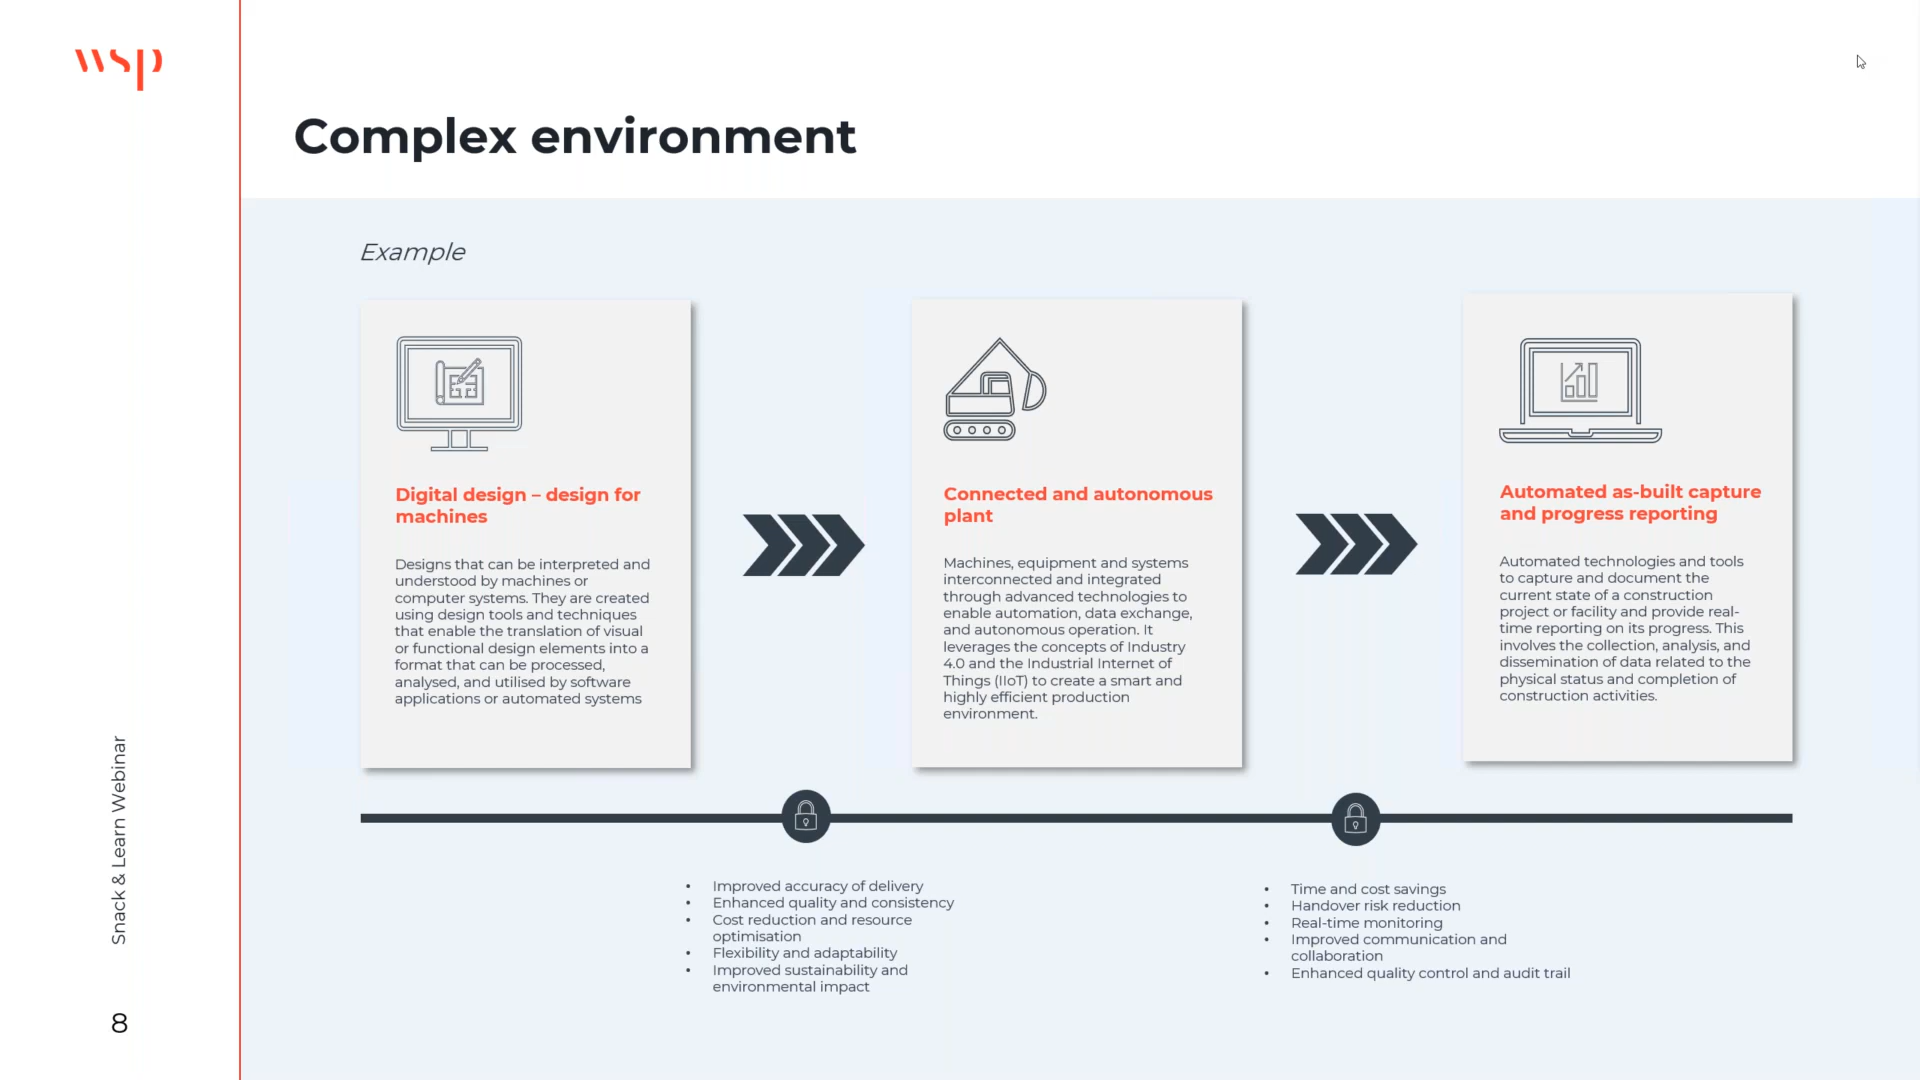 wsp
Complex environment
Example
Digital design – design for
machines
Designs that can be interpreted and
understood by machines or
computer systems. They are created
using design tools and techniques
that enable the translation of visual
or functional design elements into a
format that can be processed,
analysed, and utilised by software
applications or automated systems
Connected and autonomous
plant
Machines, equipment and systems
interconnected and integrated
through advanced technologies to
enable automation, data exchange,
and autonomous operation. It
leverages the concepts of Industry
4.0 and the Industrial Internet of
Things (IIoT) to create a smart and
highly efficient production
environment.
Automated as-built capture
and progress reporting
Automated technologies and tools
to capture and document the
current state of a construction
project or facility and provide real-
time reporting on its progress. This
involves the collection, analysis, and
dissemination of data related to the
physical status and completion of
construction activities.
• Improved accuracy of delivery
• Enhanced quality and consistency
• Cost reduction and resource
optimisation
• Flexibility and adaptability
• Improved sustainability and
environmental impact
• Time and cost savings
• Handover risk reduction
• Real-time monitoring
• Improved communication and
collaboration
• Enhanced quality control and audit trail
Snack & Learn Webinar
8